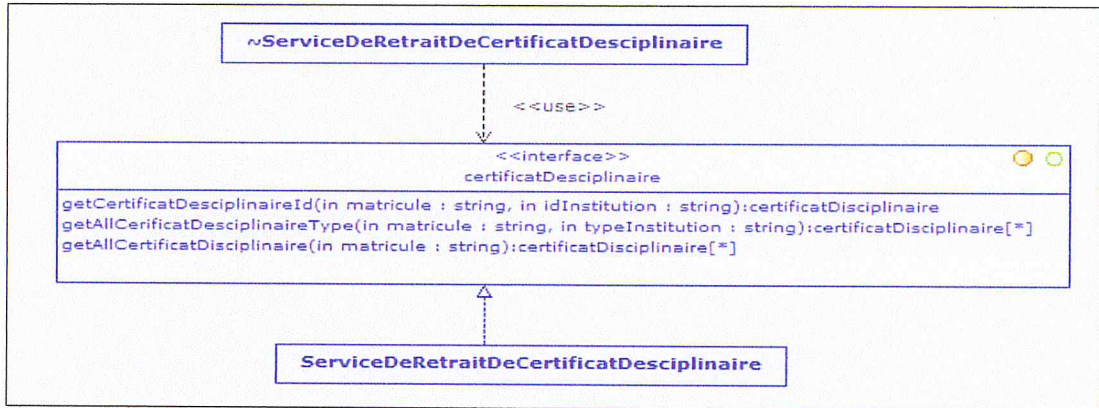 ~ServiceDeRetraitDeCertificatDesciplinaire
<<use>>
<<interface>>
certificatDesciplinaire
getCertificatDesciplinaireId(in matricule : string, in idInstitution : string):certificatDisciplinaire
getAllCerificatDesciplinaireType(in matricule : string, in typeInstitution : string):certificatDisciplinaire[*]
getAllCertificatDisciplinaire(in matricule : string):certificatDisciplinaire[*]
ServiceDeRetraitDeCertificatDesciplinaire